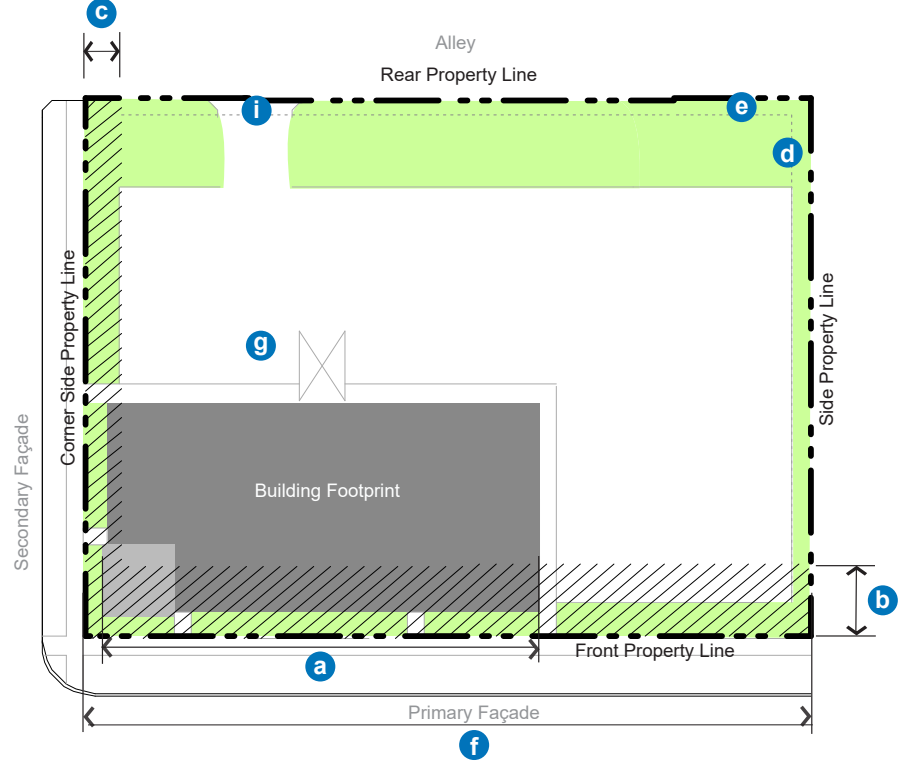 c
Alley
Rear Property Line
i
e
d
Corner Side Property Line
Side Property Line
g
Secondary Façade
Building Footprint
b
Front Property Line
a
Primary Façade
f